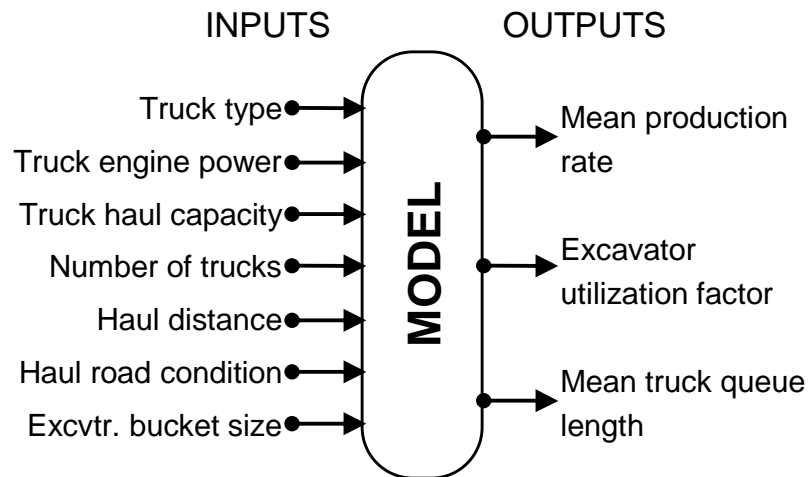 INPUTS
Truck type
Truck engine power
Truck haul capacity
Number of trucks
Haul distance
Haul road condition
Excvtr. bucket size
MODEL
OUTPUTS
Mean production
rate
Excavator
utilization factor
Mean truck queue
length